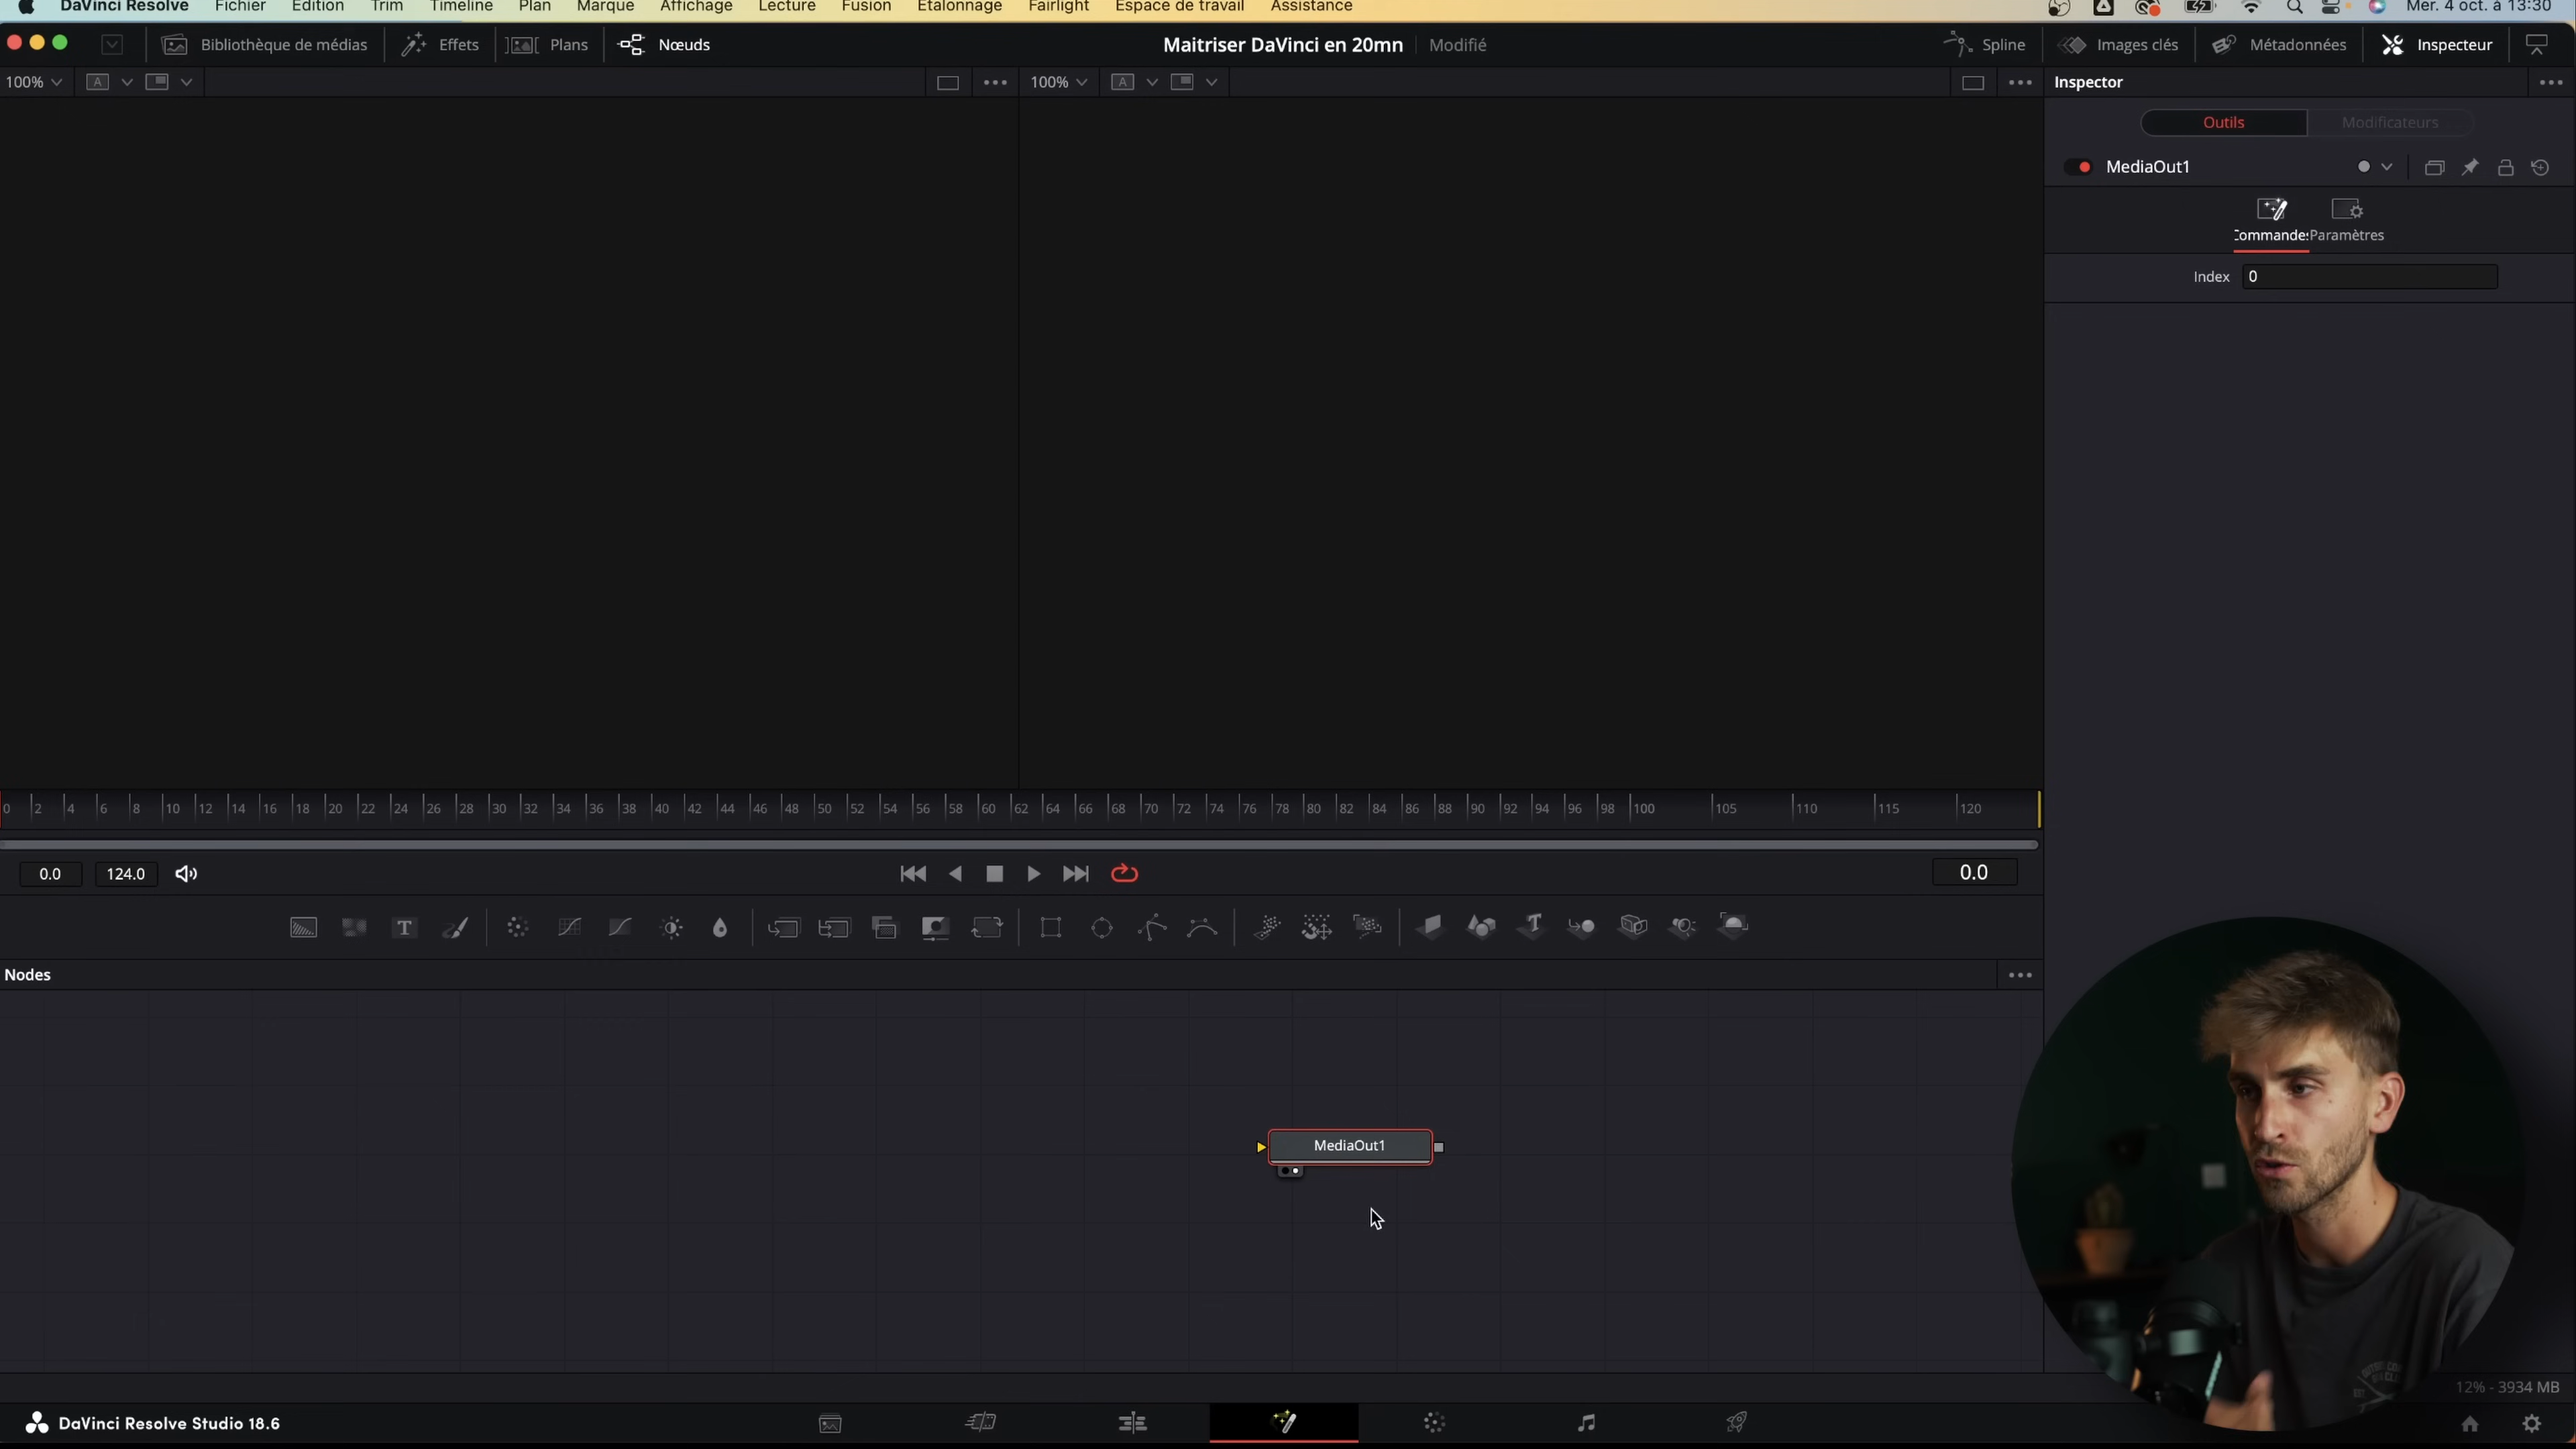 DaVinci Resolve Fichier Edition Trim Timeline Plan Marque Affichage Lecture Fusion Etalonnage Fairlight Espace de travail Assistance Mer. 4 oct. à 13:30
Bibliothèque de médias Effets Plans Nœuds Maitriser DaVinci en 20mn Modifié Spline Images clés Métadonnées Inspecteur
100% A 100% A Inspector
Outils Modificateurs
MediaOut1
Commandes Paramètres
Index 0
0 2 4 6 8 10 12 14 16 18 20 22 24 26 28 30 32 34 36 38 40 42 44 46 48 50 52 54 56 58 60 62 64 66 68 70 72 74 76 78 80 82 84 86 88 90 92 94 96 98 100 105 110 115 120
0.0 124.0 0.0
T T
Nodes
MediaOut1
12% - 3934 MB
DaVinci Resolve Studio 18.6